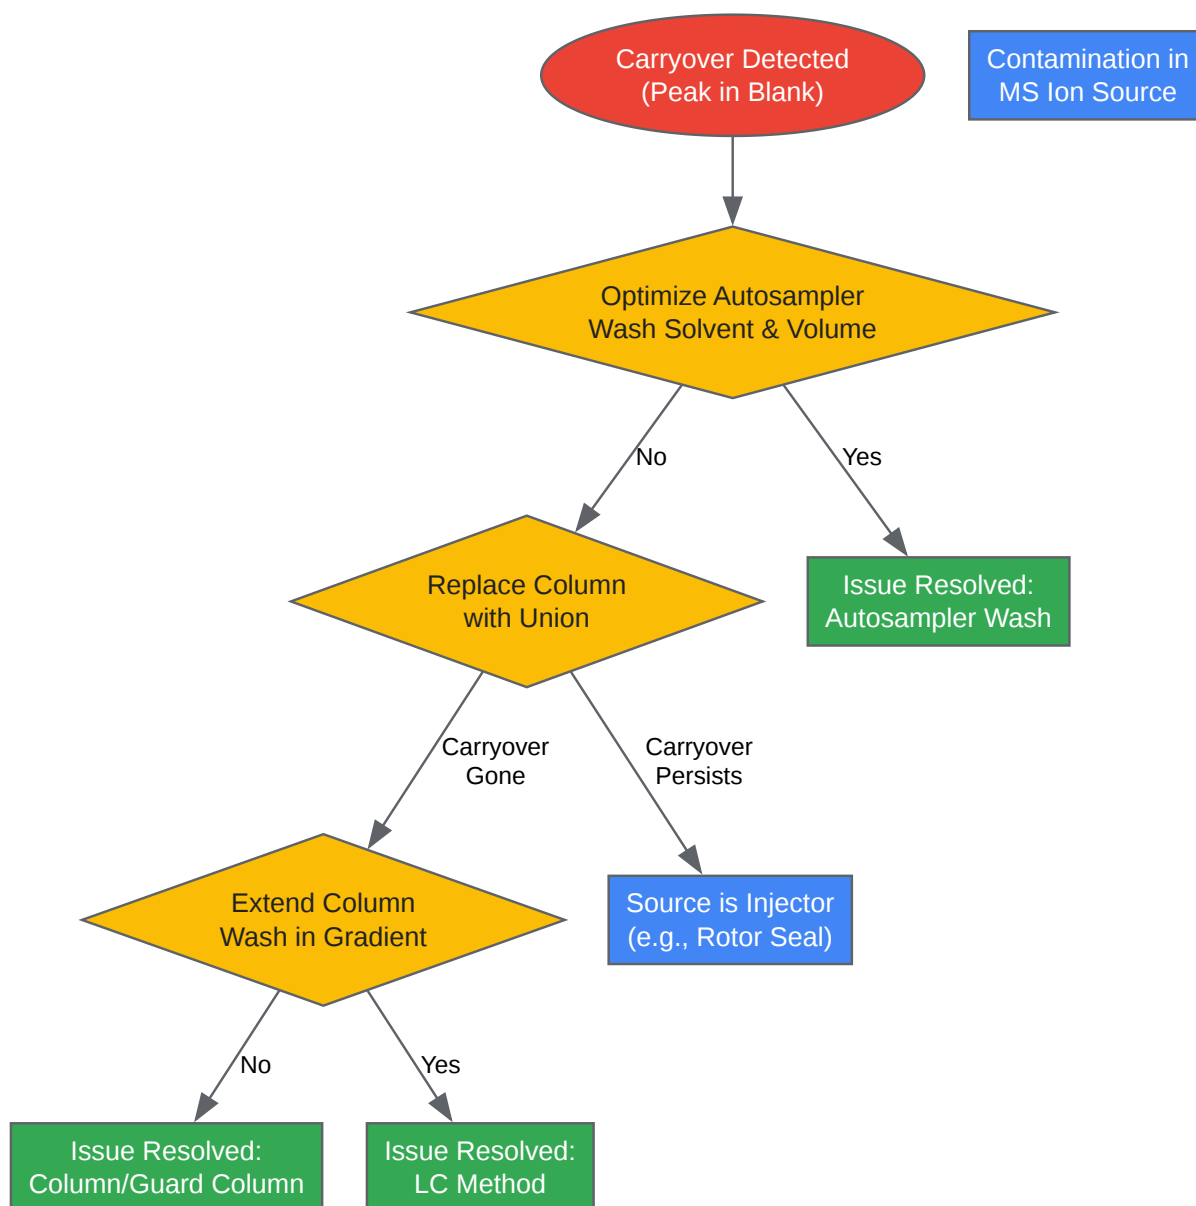 Carryover Detected
(Peak in Blank)
Contamination in
MS Ion Source
Optimize Autosampler
Wash Solvent & Volume
No
Yes
Replace Column
with Union
Issue Resolved:
Autosampler Wash
Carryover
Gone
Carryover
Persists
Extend Column
Wash in Gradient
Source is Injector
(e.g., Rotor Seal)
No
Yes
Issue Resolved:
Column/Guard Column
Issue Resolved:
LC Method